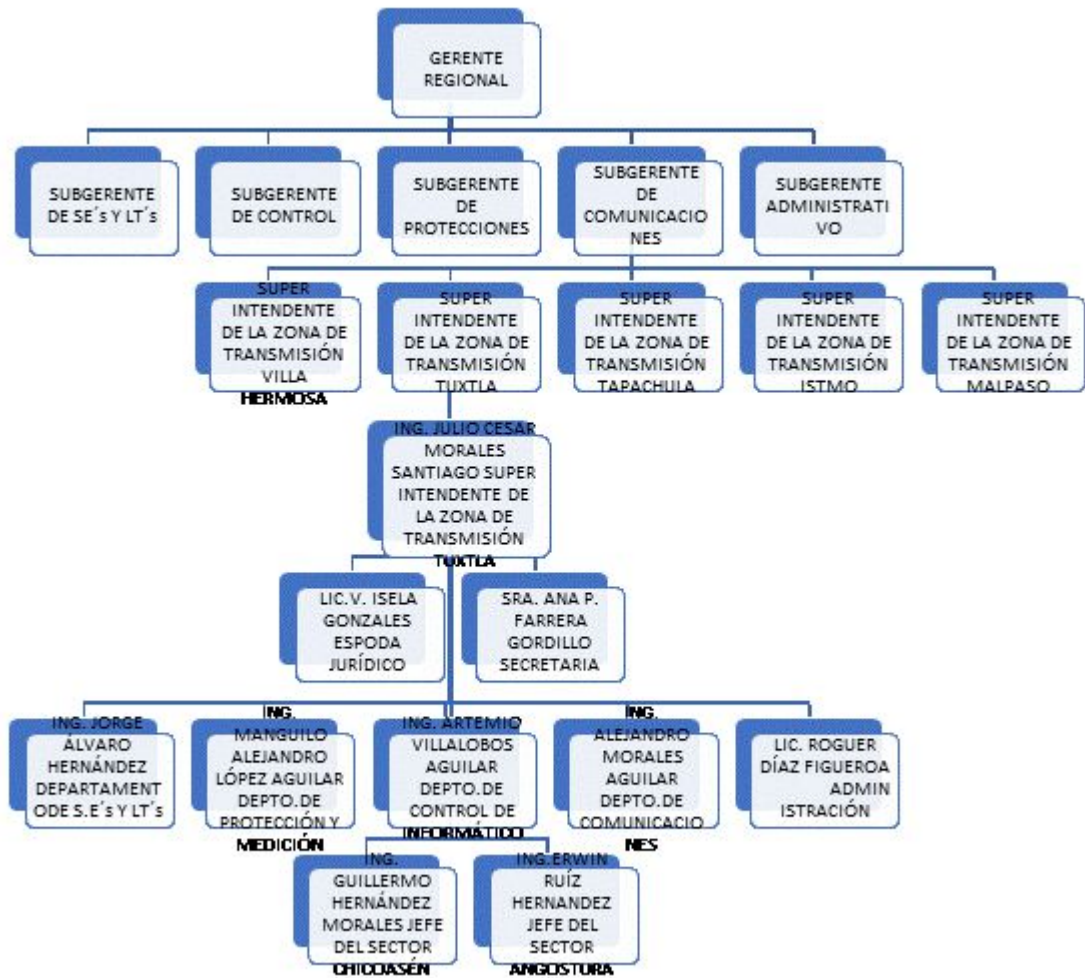 GERENTE
REGIONAL
SUBGERENTE
DE SE´s Y LT´s
SUBGERENTE
DE CONTROL
SUBGERENTE
DE
PROTECCIONES
SUBGERENTE
DE
COMUNICACIO
NES
SUBGERENTE
ADMINISTRATI
VO
SUPER
INTENDENTE
DE LA ZONA DE
TRANSMISIÓN
VILLA
HERMOSA
SUPER
INTENDENTE
DE LA ZONA DE
TRANSMISIÓN
TUXTLA
SUPER
INTENDENTE
DE LA ZONA DE
TRANSMISIÓN
TAPACHULA
SUPER
INTENDENTE
DE LA ZONA DE
TRANSMISIÓN
ISTMO
SUPER
INTENDENTE
DE LA ZONA DE
TRANSMISIÓN
MALPASO
ING. JULIO CESAR
MORALES
SANTIAGO SUPER
INTENDENTE DE
LA ZONA DE
TRANSMISIÓN
TUXTLA
LIC.V. ISELA
GONZALES
ESPODA
JURÍDICO
SRA. ANA P.
FARRERA
GORDILLO
SECRETARIA
ING. JORGE
ÁLVARO
HERNÁNDEZ
DEPARTAMENT
ODE S.E´s Y LT´s
ING.
MANGUILO
ALEJANDRO
LÓPEZ AGUILAR
DEPTO.DE
PROTECCIÓN Y
MEDICIÓN
ING. ARTEMIO
VILLALOBOS
AGUILAR
DEPTO.DE
CONTROL DE
INFORMÁTICO
ING.
ALEJANDRO
MORALES
AGUILAR
DEPTO.DE
COMUNICACIO
NES
LIC. ROGUER
DÍAZ FIGUEROA
ADMIN
ISTRACIÓN
ING.
GUILLERMO
HERNÁNDEZ
MORALES JEFE
DEL SECTOR
CHICOASÉN
ING.ERWIN
RUÍZ
HERNANDEZ
JEFE DEL
SECTOR
ANGOSTURA